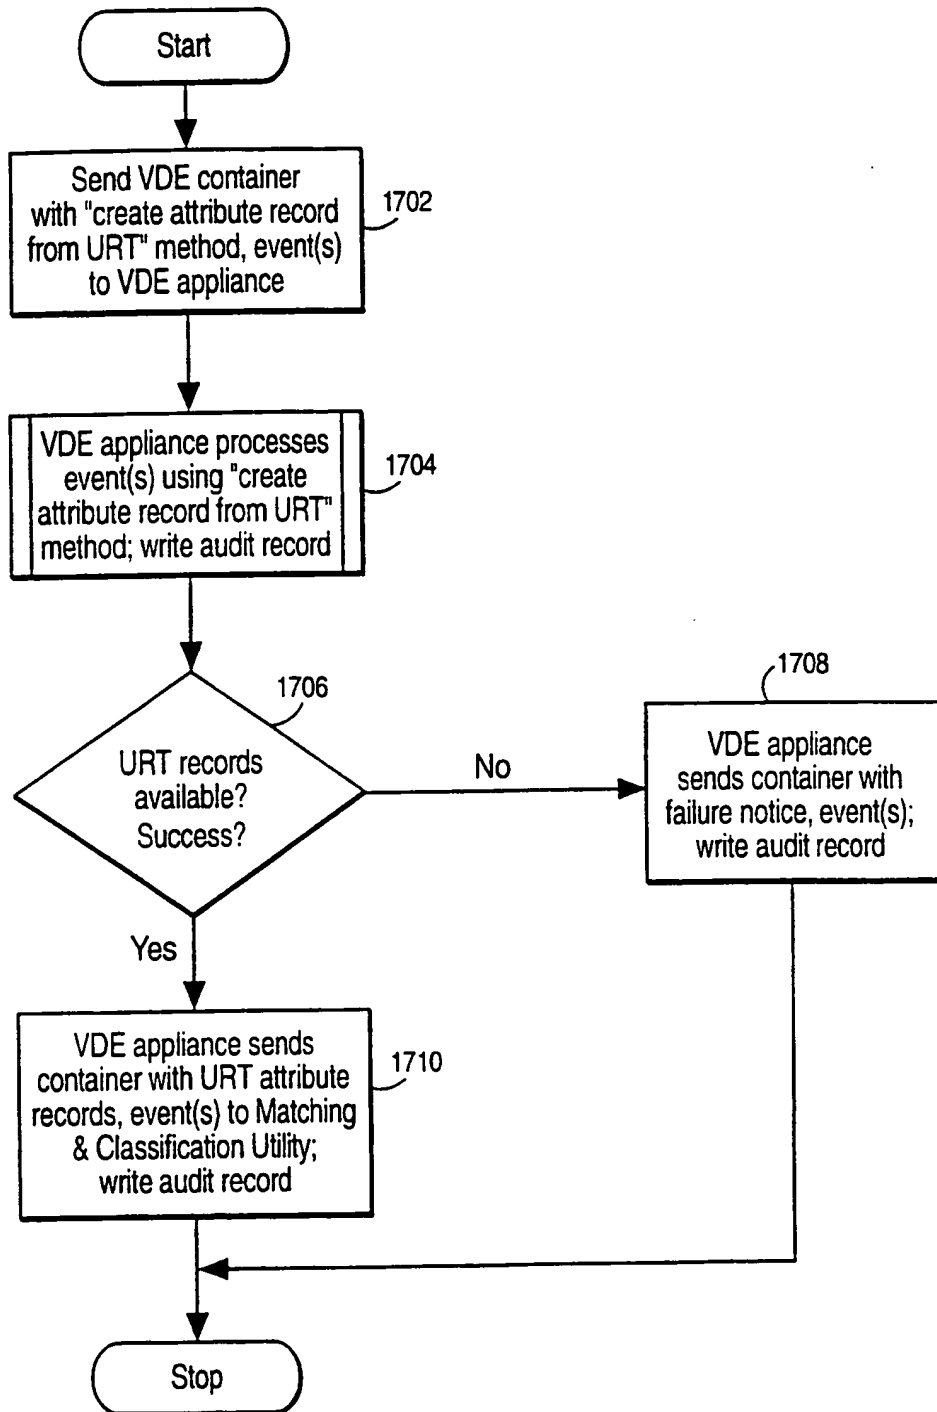 Start
Send VDE container
with "create attribute record
from URT" method, event(s)
to VDE appliance
1702
VDE appliance processes
event(s) using "create
attribute record from URT"
method; write audit record
1704
1706
URT records
available?
Success?
No
1708
VDE appliance
sends container with
failure notice, event(s);
write audit record
Yes
VDE appliance sends
container with URT attribute
records, event(s) to Matching
& Classification Utility;
write audit record
1710
Stop